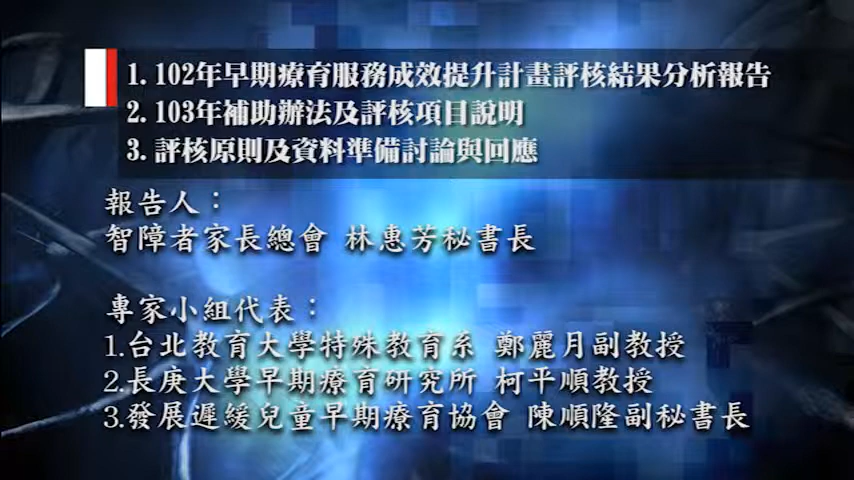 1. 102年早期療育服務成效提升計畫評核結果分析報告
2. 103年補助辦法及評核項目說明
3. 評核原則及資料準備討論與回應
報告人：
智障者家長總會 林惠芳秘書長
專家小組代表：
1.台北教育大學特殊教育系 鄭麗月副教授
2.長庚大學早期療育研究所 柯平順教授
3.發展遲緩兒童早期療育協會 陳順隆副秘書長